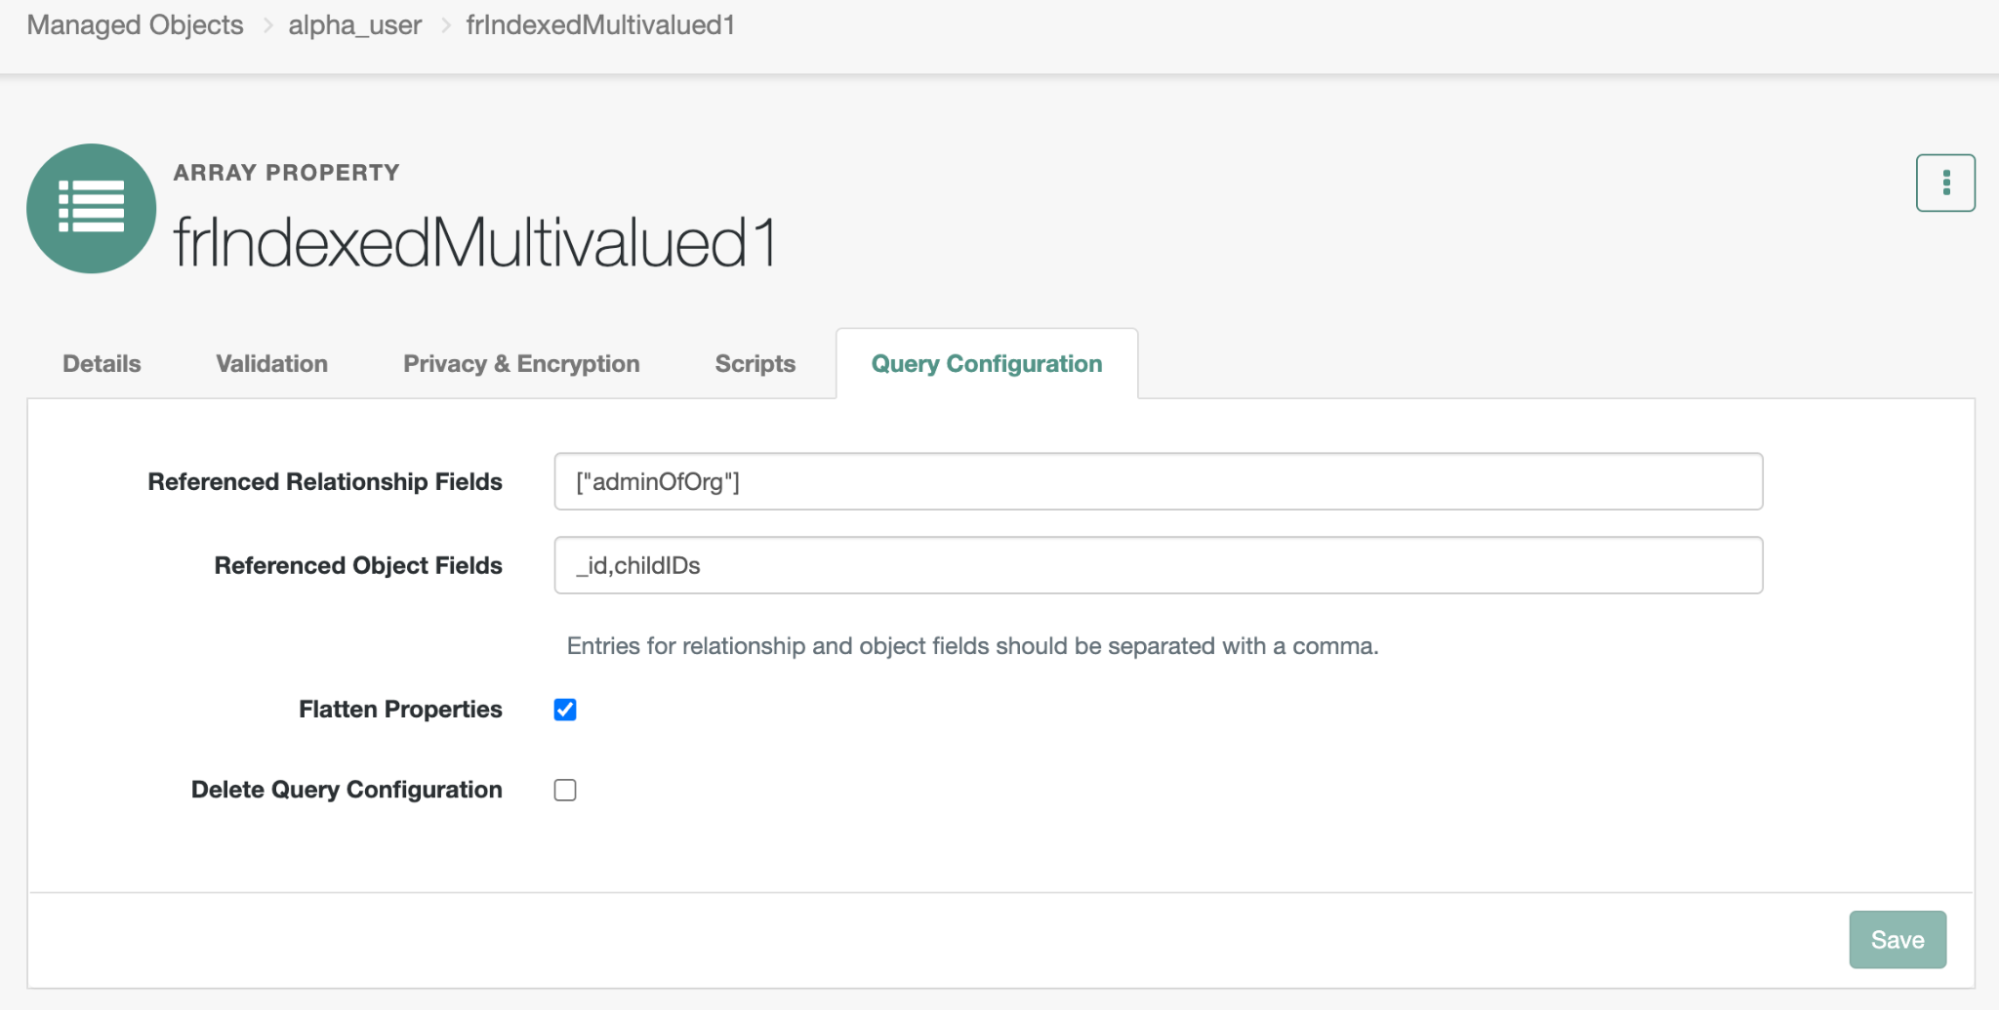 Managed Objects > alpha_user > frIndexedMultivalued1
ARRAY PROPERTY
frIndexedMultivalued1
Details Validation Privacy & Encryption Scripts Query Configuration
Referenced Relationship Fields ["adminOfOrg"]
Referenced Object Fields _id,childIDs
Entries for relationship and object fields should be separated with a comma.
Flatten Properties
Delete Query Configuration
Save